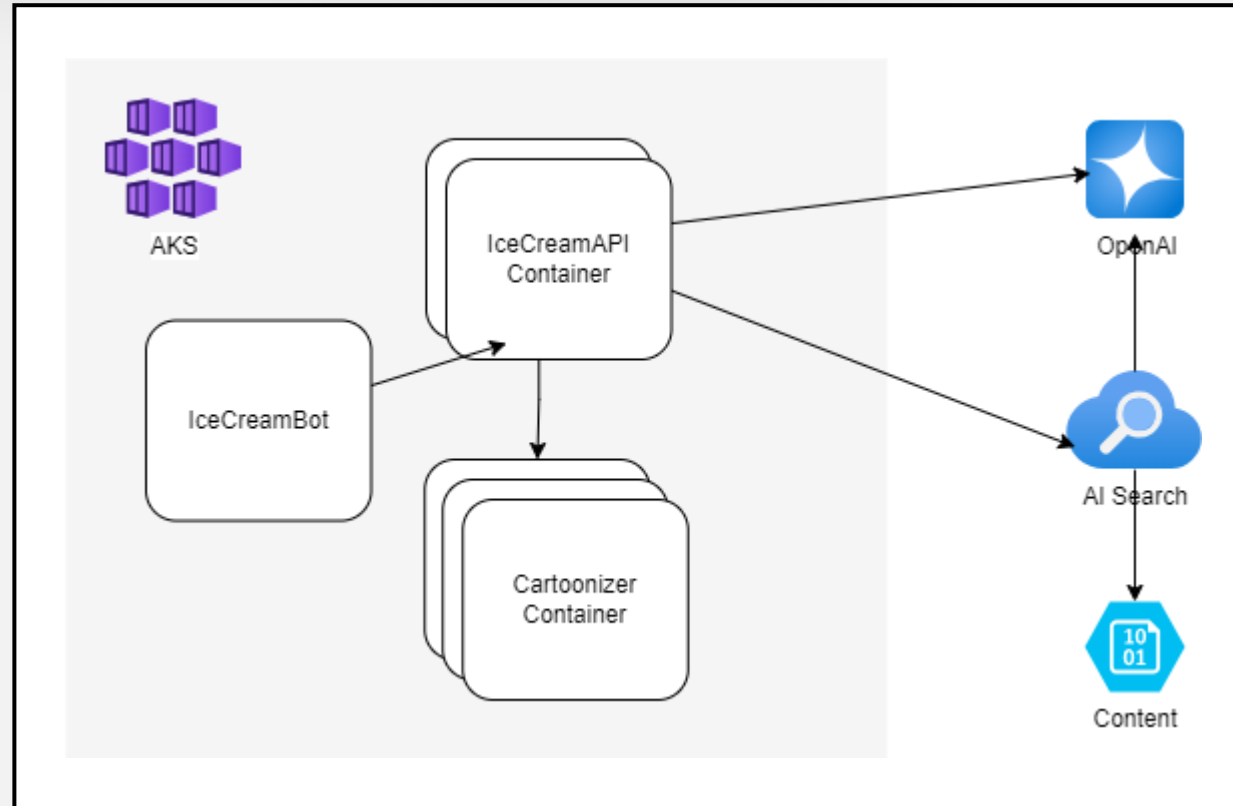 AKS
IceCreamAPI
Container
OpenAI
IceCreamBot
AI Search
Cartoonizer
Container
10
01
Content